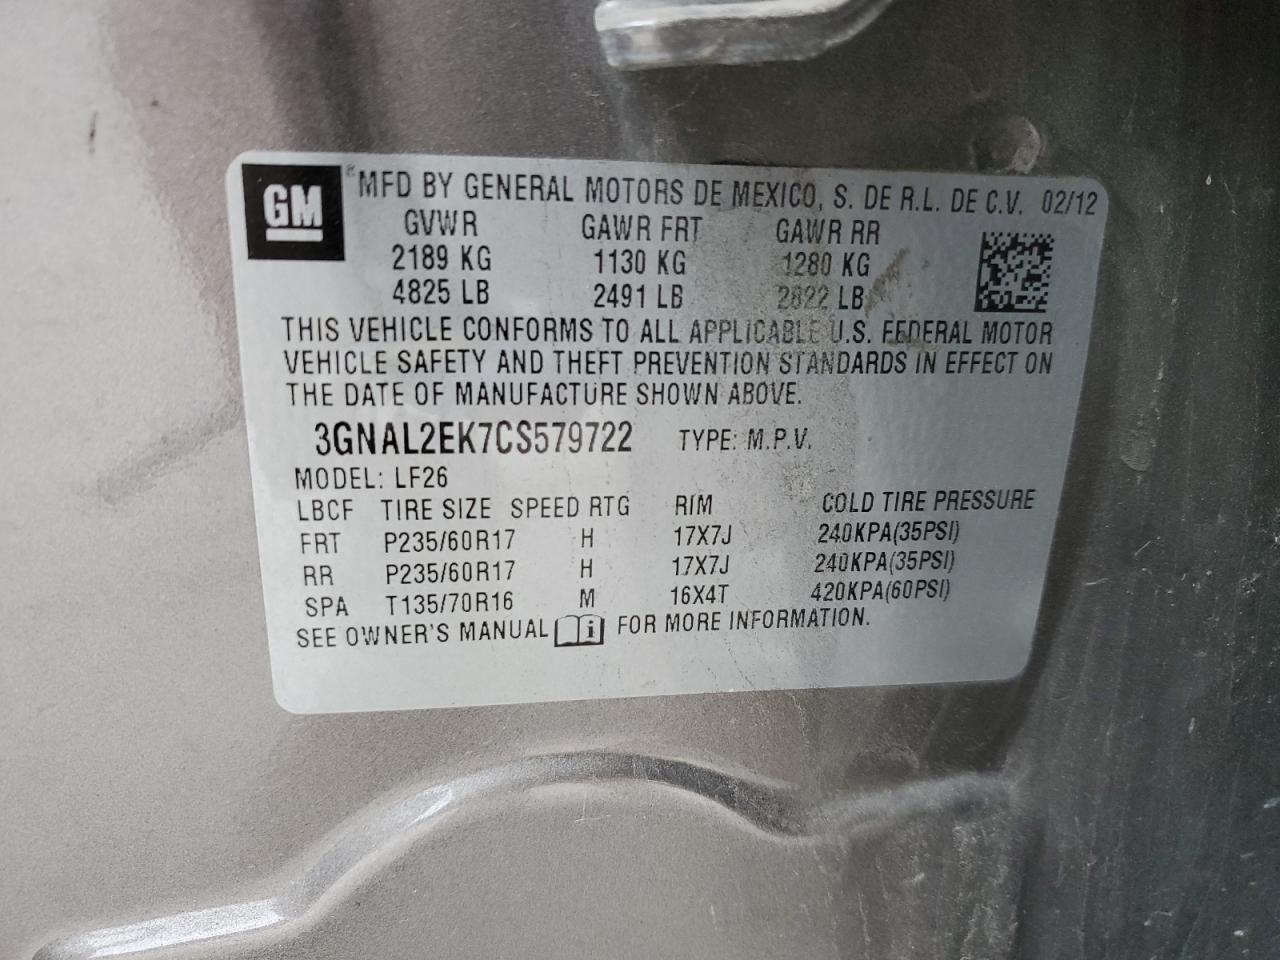 GM ® MFD BY GENERAL MOTORS DE MEXICO, S. DE R.L. DE C.V. 02/12
GVWR GAWR FRT GAWR RR
2189 KG 1130 KG 1280 KG
4825 LB 2491 LB 2822 LB
THIS VEHICLE CONFORMS TO ALL APPLICABLE U.S. FEDERAL MOTOR
VEHICLE SAFETY AND THEFT PREVENTION STANDARDS IN EFFECT ON
THE DATE OF MANUFACTURE SHOWN ABOVE.
3GNAL2EK7CS579722 TYPE: M.P.V.
MODEL: LF26
LBCF TIRE SIZE SPEED RTG RIM COLD TIRE PRESSURE
FRT P235/60R17 H 17X7J 240KPA(35PSI)
RR P235/60R17 H 17X7J 240KPA(35PSI)
SPA T135/70R16 M 16X4T 420KPA(60PSI)
SEE OWNER'S MANUAL i FOR MORE INFORMATION.